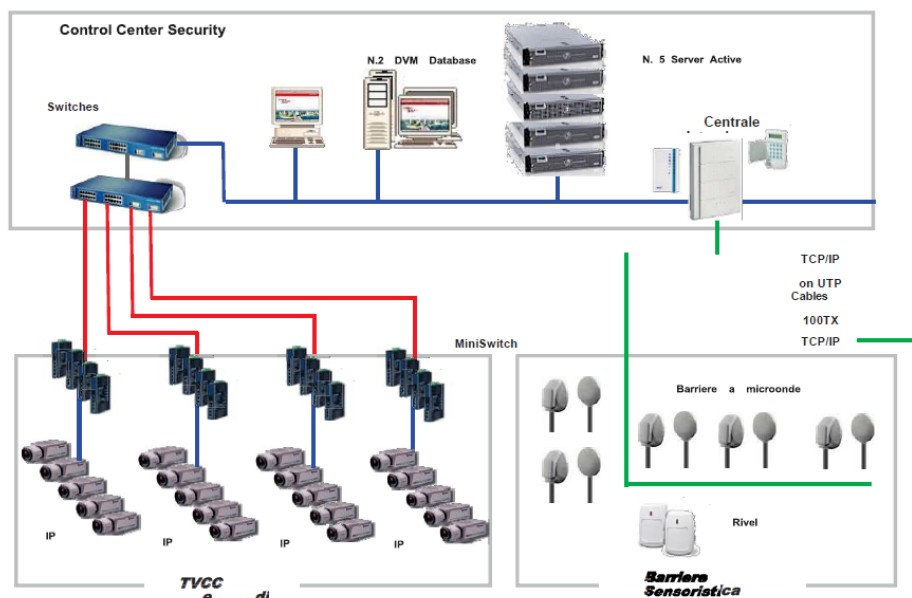 Control Center Security
N.2 DVM Database
N. 5 Server Active
Switches
Centrale
TCP/IP
on UTP
Cables
100TX
TCP/IP
MiniSwitch
Barriere a microonde
Rivel
IP
IP
IP
IP
TVCC
e di
Barriere
Sensoristica